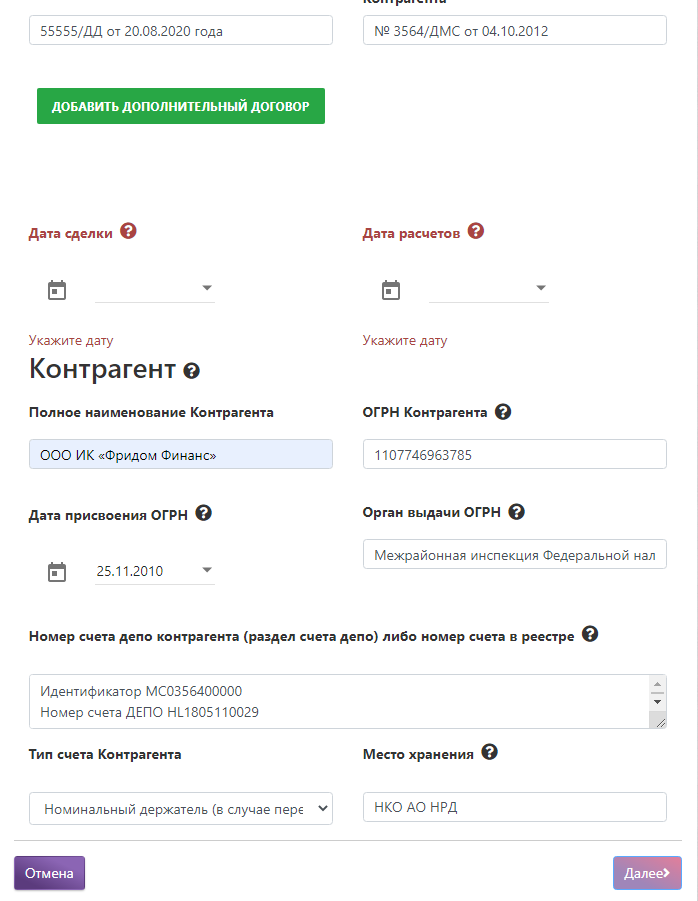 Контрагента
55555/ДД от 20.08.2020 года
№ 3564/ДМС от 04.10.2012
ДОБАВИТЬ ДОПОЛНИТЕЛЬНЫЙ ДОГОВОР
Дата сделки ?
Дата расчетов ?
Укажите дату
Укажите дату
Контрагент ?
Полное наименование Контрагента
ОГРН Контрагента ?
ООО ИК «Фридом Финанс»
1107746963785
Дата присвоения ОГРН ?
Орган выдачи ОГРН ?
25.11.2010
Межрайонная инспекция Федеральной нал
Номер счета депо контрагента (раздел счета депо) либо номер счета в реестре ?
Идентификатор MC0356400000
Номер счета ДЕПО HL1805110029
Тип счета Контрагента
Место хранения ?
Номинальный держатель (в случае пере
НКО АО НРД
Отмена
Далее